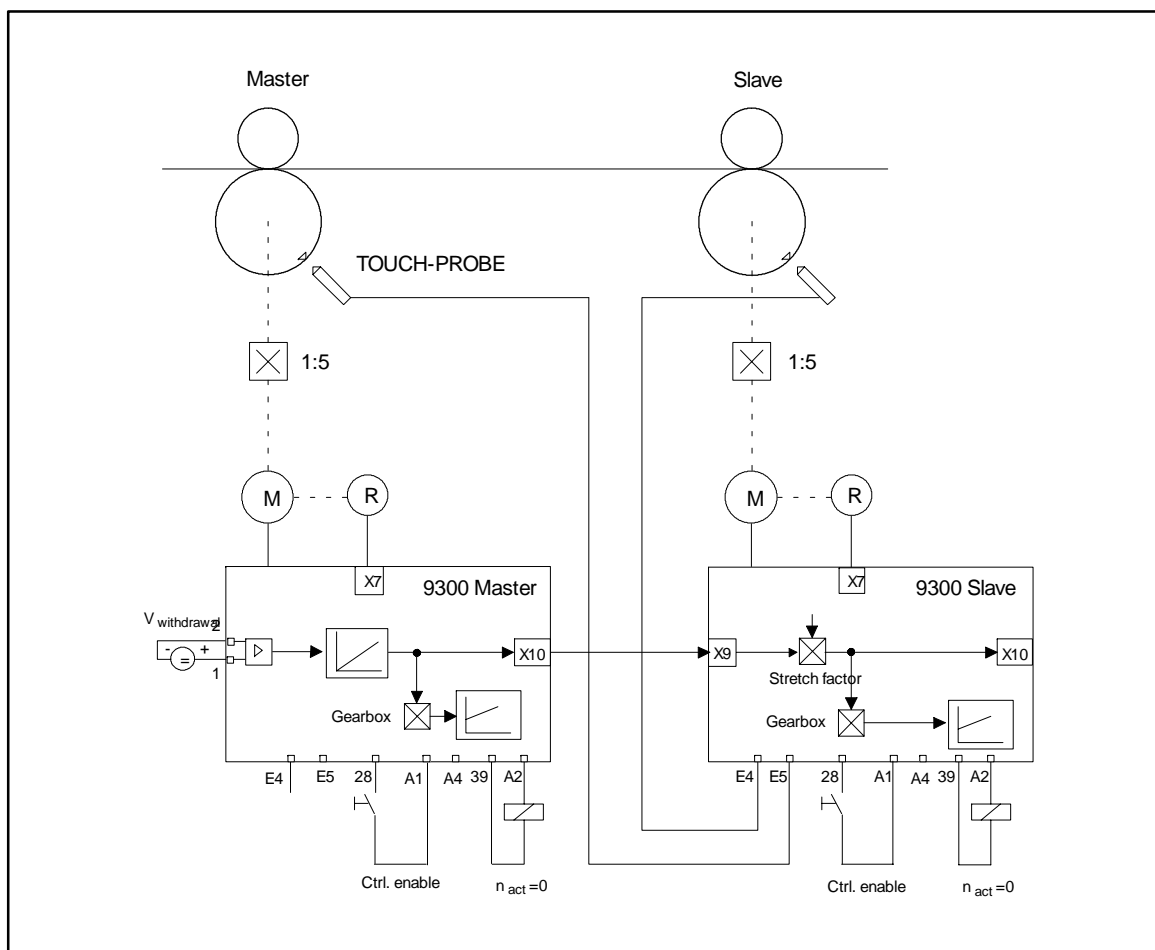 Master Slave
TOUCH-PROBE
1:5 1:5
M R M R
X7 X7
9300 Master 9300 Slave
V withdrawal 2
- = +
1
X10 X9 X10
Stretch factor
Gearbox Gearbox
E4 E5 28 A1 A4 39 A2 E4 E5 28 A1 A4 39 A2
Ctrl. enable n act =0 Ctrl. enable n act =0